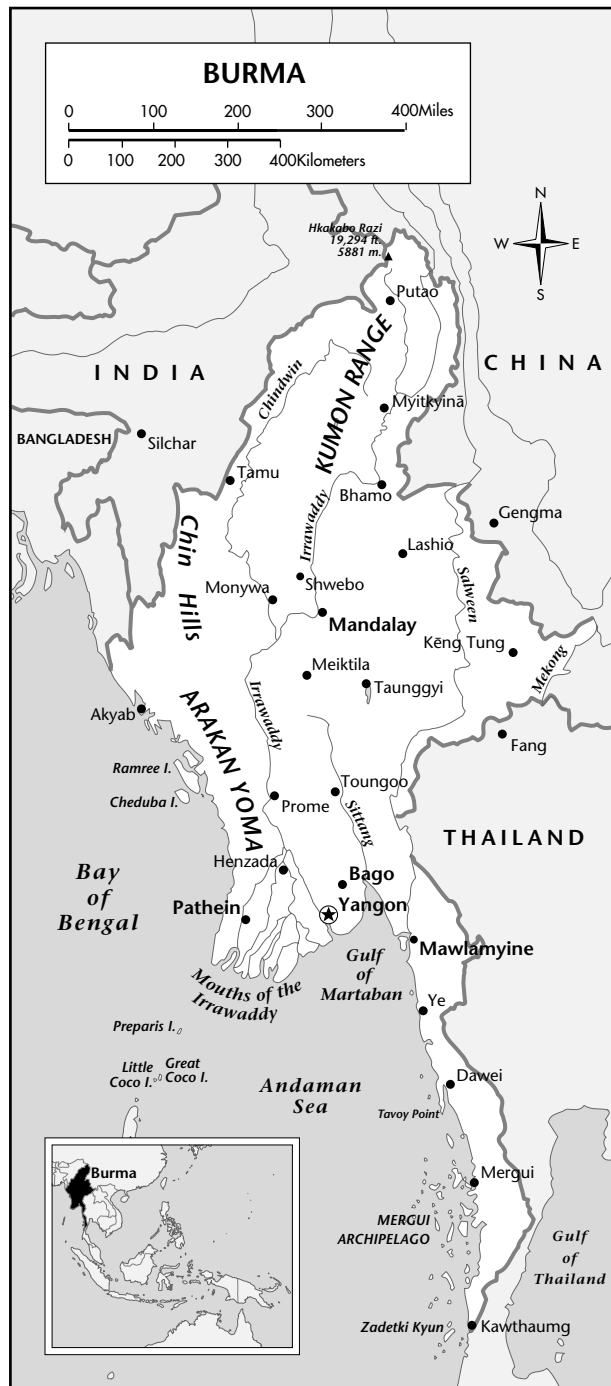 BURMA
0 100 200 300 400 Miles
0 100 200 300 400 Kilometers
N
W E
S
Hkakabo Razi
19,294 ft.
5881 m.
Putao
INDIA
CHINA
KUMON RANGE
Chindwin
Myitkyinā
BANGLADESH
Silchar
Tamu
Bhamo
Gengma
Chin Hills
Irrawaddy
Lashio
Salween
Shwebo
Monywa
Mandalay
Kēng Tung
Meiktila
Taunggyi
Mekong
Irrawaddy
Akyab
ARAKAN YOMA
Fang
Ramree I.
Cheduba I.
Toungoo
Prome
Sittang
THAILAND
Henzada
Bay
of
Bengal
Bago
Pathein
Yangon
Mawlamyine
Gulf
of
Martaban
Mouths of the
Irrawaddy
Ye
Preparis I.
Little
Coco I.
Great
Coco I.
Andaman
Sea
Dawei
Tavoy Point
Burma
Mergui
MERGUI
ARCHIPELAGO
Gulf
of
Thailand
Zadetki Kyun
Kawthaumg